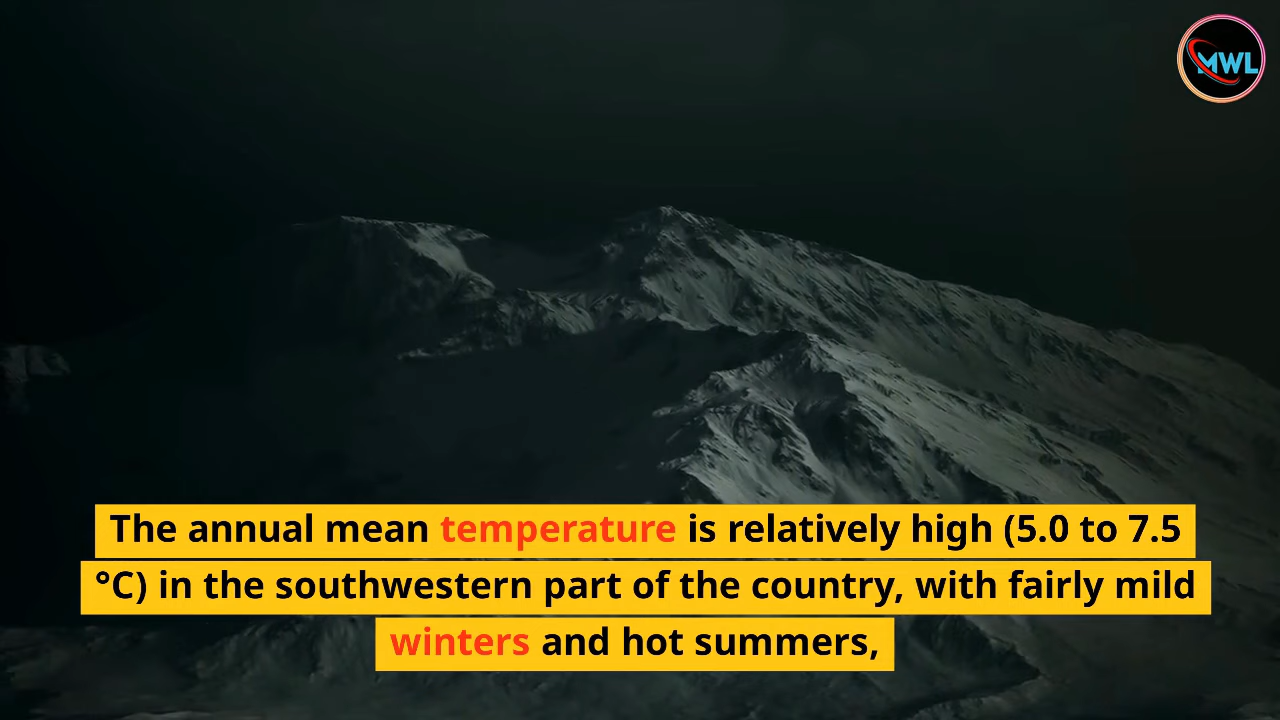 MWL
The annual mean temperature is relatively high (5.0 to 7.5
°C) in the southwestern part of the country, with fairly mild
winters and hot summers,